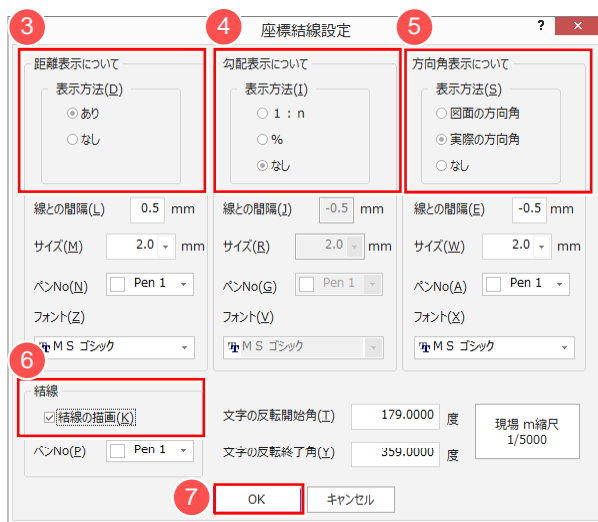 座標結線設定 ? ×
3 4 5
距離表示について
表示方法(D)
あり
なし
線との間隔(L) 0.5 mm
サイズ(M) 2.0 mm
ペンNo(N) Pen 1
フォント(Z)
MS ゴシック
勾配表示について
表示方法(I)
1 : n
%
なし
線との間隔(J) -0.5 mm
サイズ(R) 2.0 mm
ペンNo(G) Pen 1
フォント(V)
MS ゴシック
方向角表示について
表示方法(S)
図面の方向角
実際の方向角
なし
線との間隔(E) -0.5 mm
サイズ(W) 2.0 mm
ペンNo(A) Pen 1
フォント(X)
MS ゴシック
6
結線
結線の描画(K)
ペンNo(P) Pen 1
文字の反転開始角(T) 179.0000 度
文字の反転終了角(Y) 359.0000 度
現場 m縮尺
1/5000
7
OK キャンセル